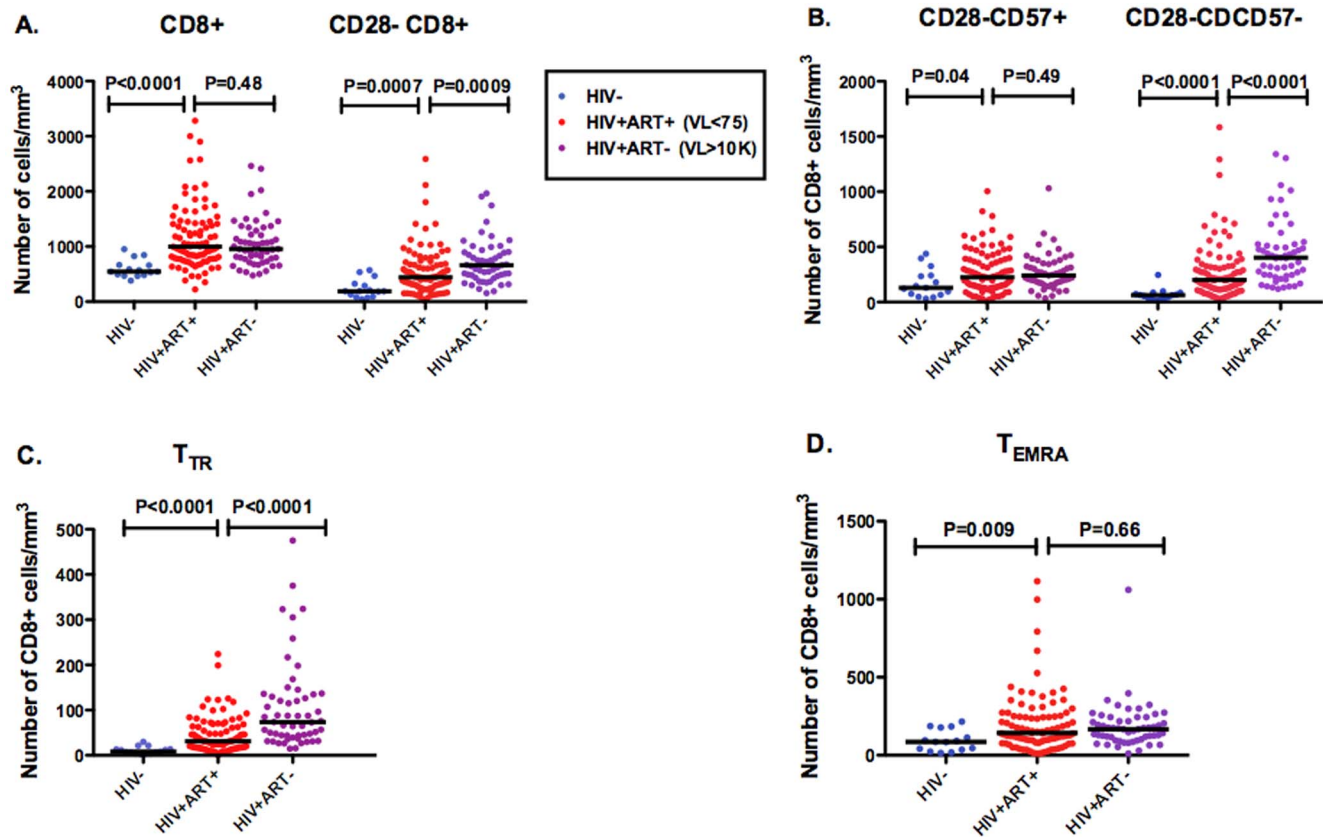 A.
CD8+
CD28- CD8+
P<0.0001
P=0.48
P=0.0007
P=0.0009
Number of cells/mm³
4000
3000
2000
1000
0
HIV-
HIV+ART+
HIV+ART-
HIV-
HIV+ART+
HIV+ART-
HIV-
HIV+ART+ (VL<75)
HIV+ART- (VL>10K)
B.
CD28-CD57+
CD28-CDCD57-
P=0.04
P=0.49
P<0.0001
P<0.0001
Number of CD8+ cells/mm³
2000
1500
1000
500
0
HIV-
HIV+ART+
HIV+ART-
HIV-
HIV+ART+
HIV+ART-
C.
T_TR
P<0.0001
P<0.0001
Number of CD8+ cells/mm³
500
400
300
200
100
0
HIV-
HIV+ART+
HIV+ART-
D.
T_EMRA
P=0.009
P=0.66
Number of CD8+ cells/mm³
1500
1000
500
0
HIV-
HIV+ART+
HIV+ART-